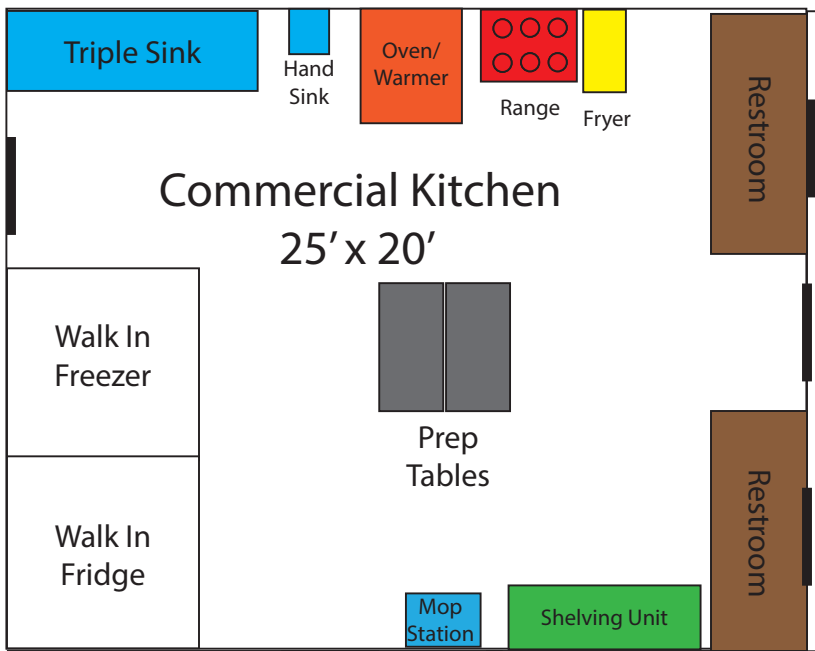 Triple Sink
Hand
Sink
Oven/
Warmer
Range
Fryer
Restroom
Commercial Kitchen
25’ x 20’
Walk In
Freezer
Prep
Tables
Walk In
Fridge
Mop
Station
Shelving Unit
Restroom